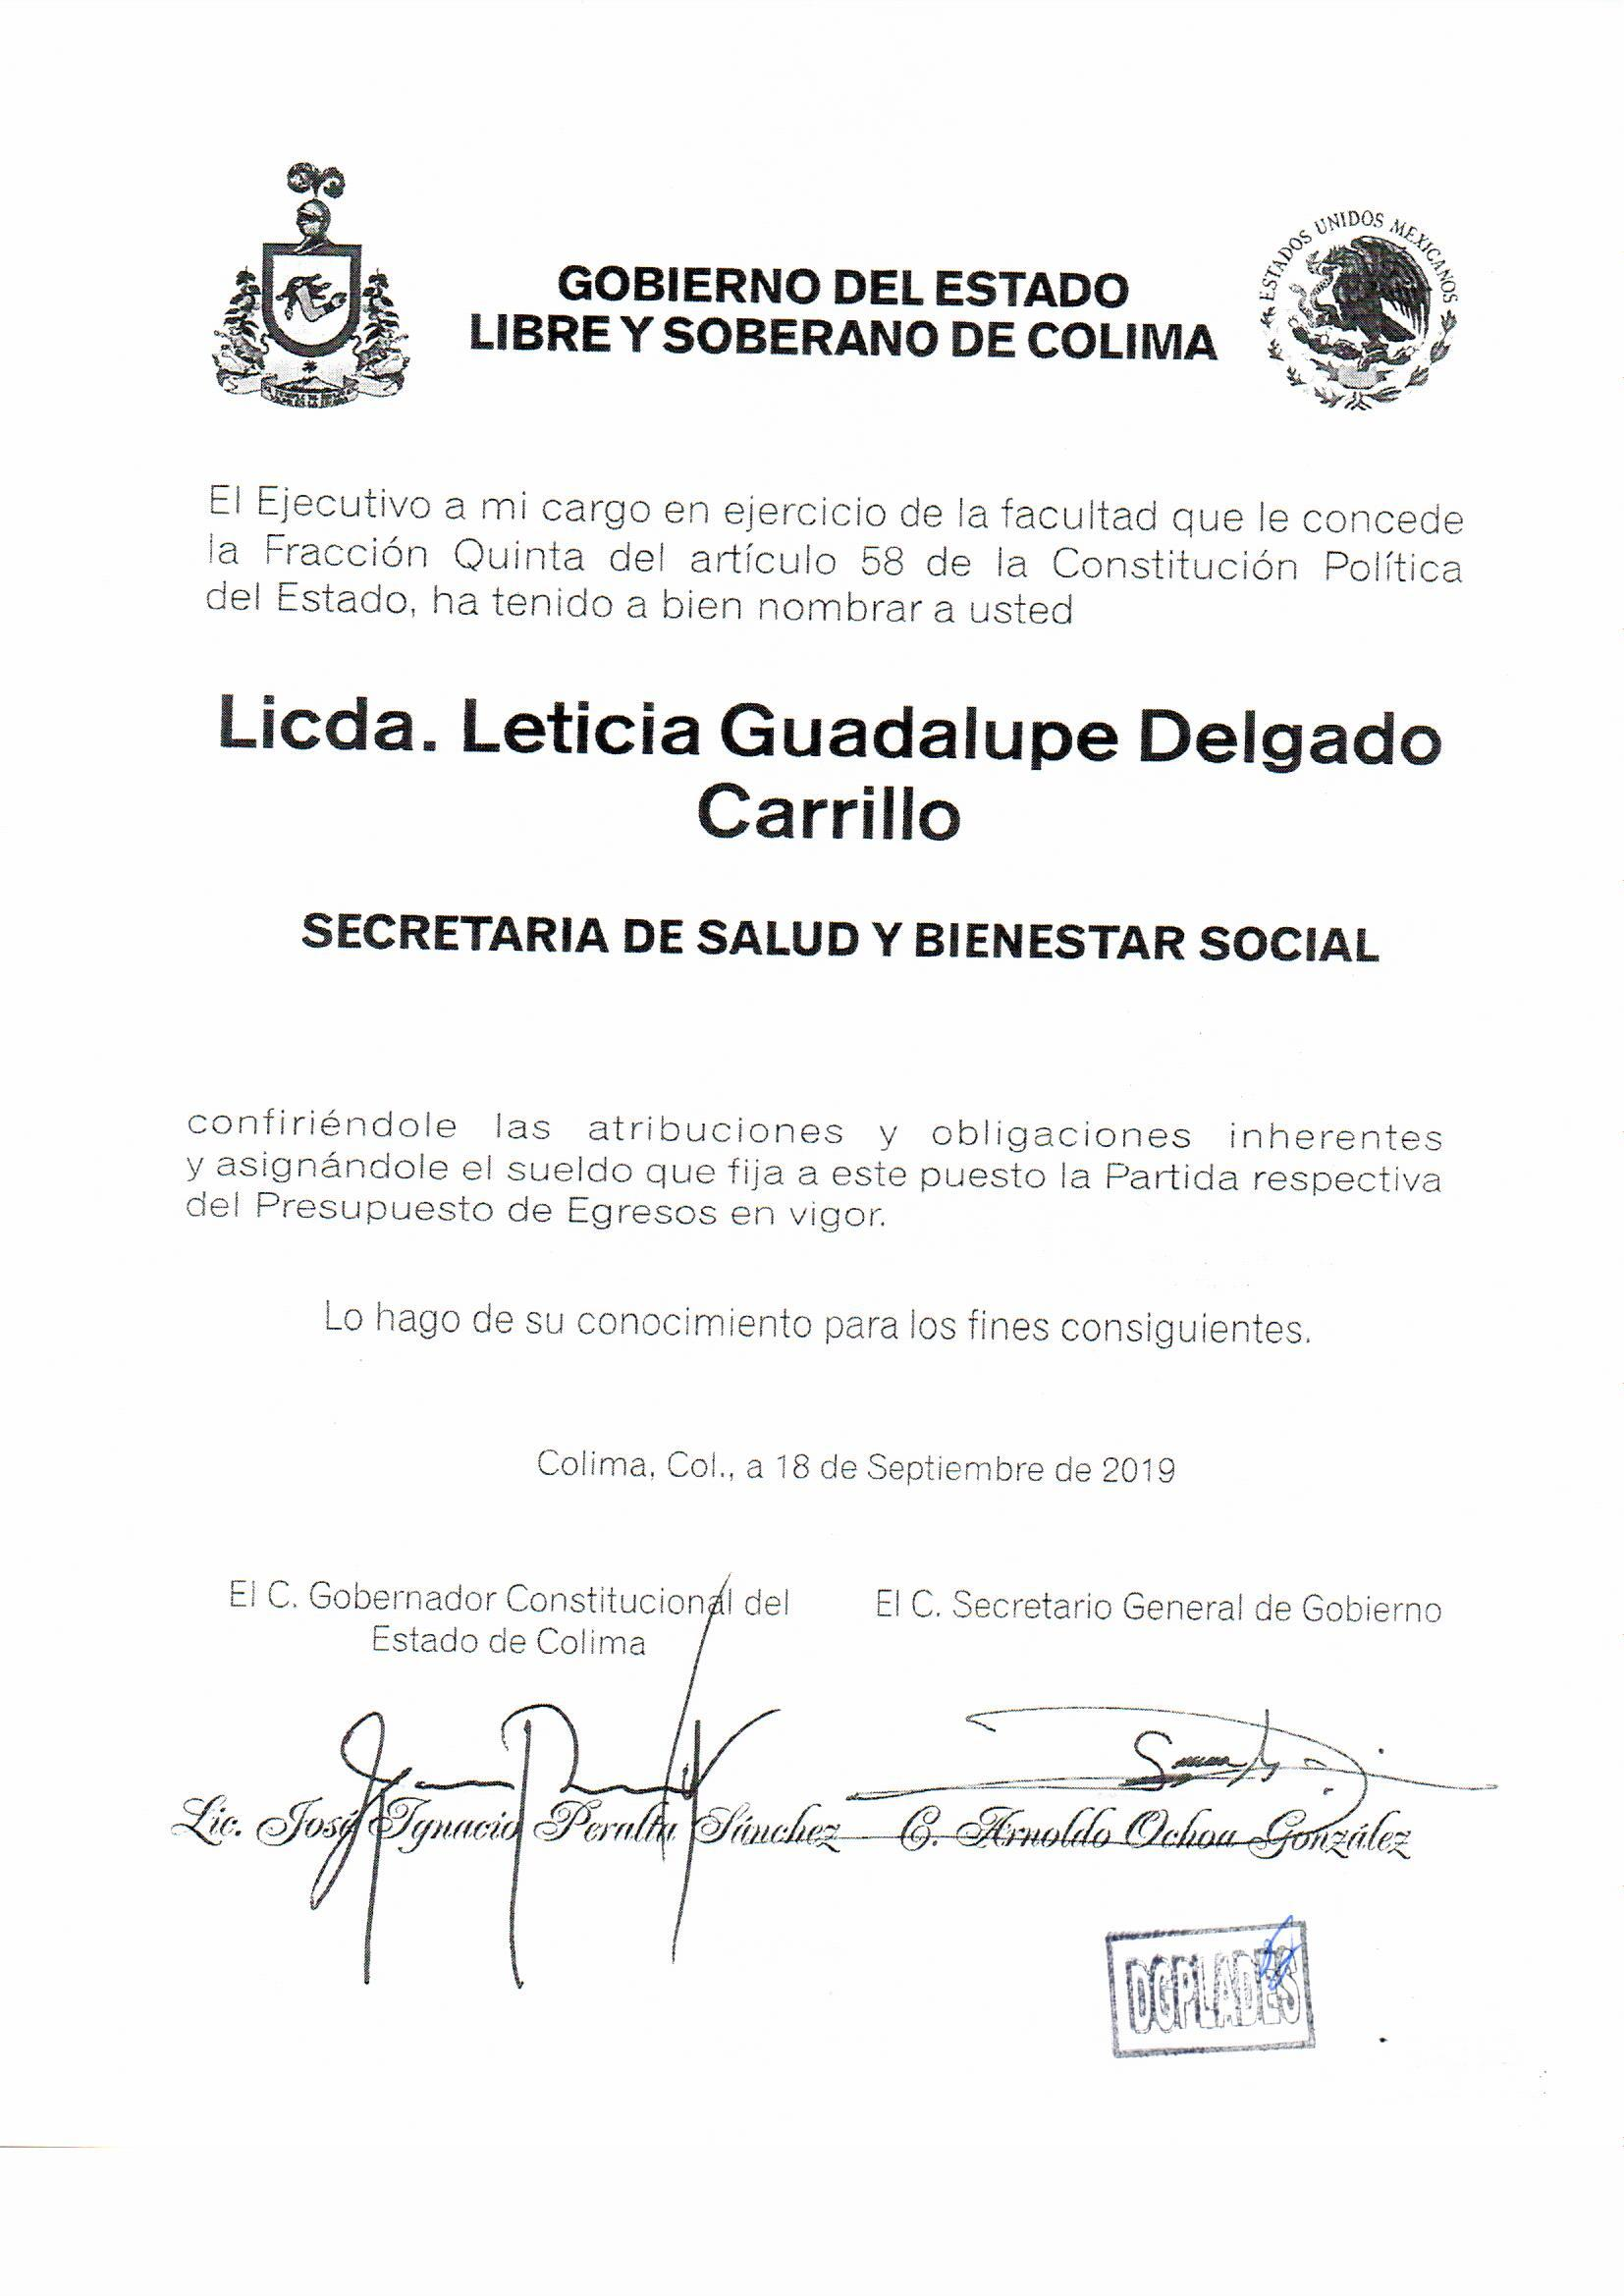 GOBIERNO DEL ESTADO
LIBRE Y SOBERANO DE COLIMA
ESTADOS UNIDOS MEXICANOS
El Ejecutivo a mi cargo en ejercicio de la facultad que le concede
la Fracción Quinta del artículo 58 de la Constitución Política
del Estado, ha tenido a bien nombrar a usted
Licda. Leticia Guadalupe Delgado
Carrillo
SECRETARIA DE SALUD Y BIENESTAR SOCIAL
confiriéndole las atribuciones y obligaciones inherentes
y asignándole el sueldo que fija a este puesto la Partida respectiva
del Presupuesto de Egresos en vigor.
Lo hago de su conocimiento para los fines consiguientes.
Colima, Col., a 18 de Septiembre de 2019
El C. Gobernador Constitucional del
Estado de Colima
Lic. José Ignacio Peralta Sánchez
El C. Secretario General de Gobierno
C. Arnoldo Ochoa González
DGPLADES